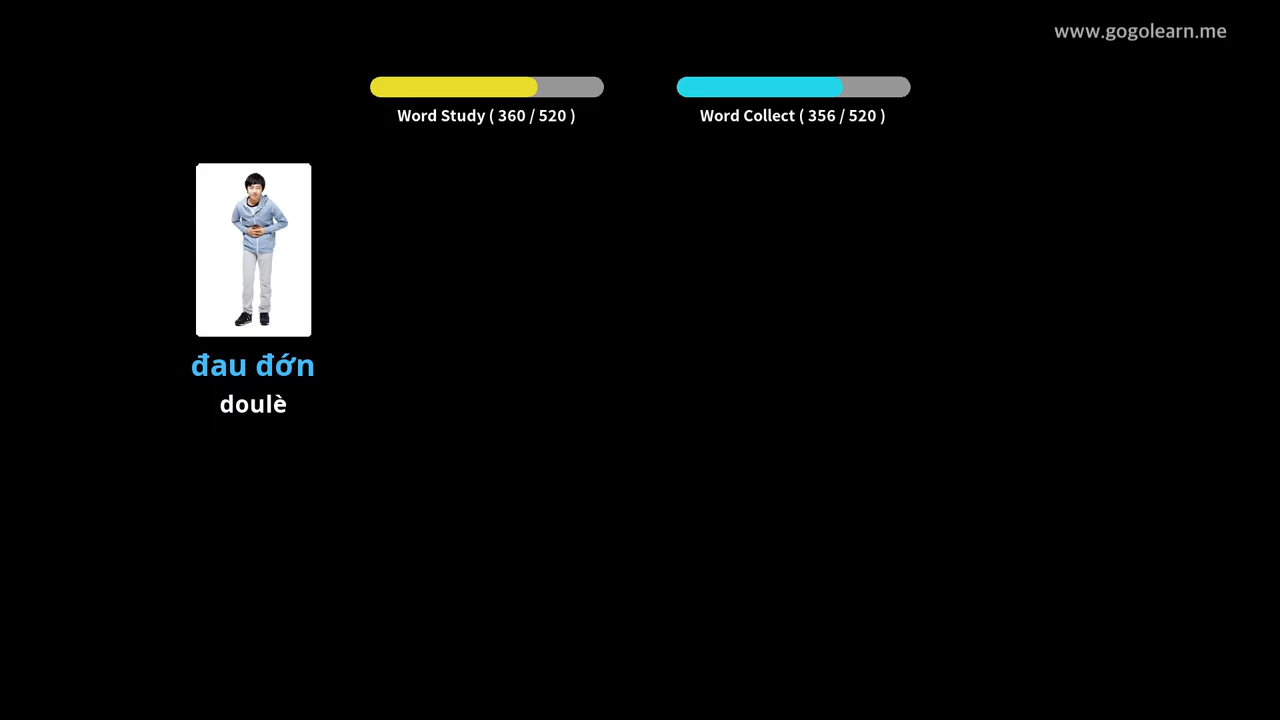 www.gogolearn.me
Word Study ( 360 / 520 )
Word Collect ( 356 / 520 )
đau đớn
doulè